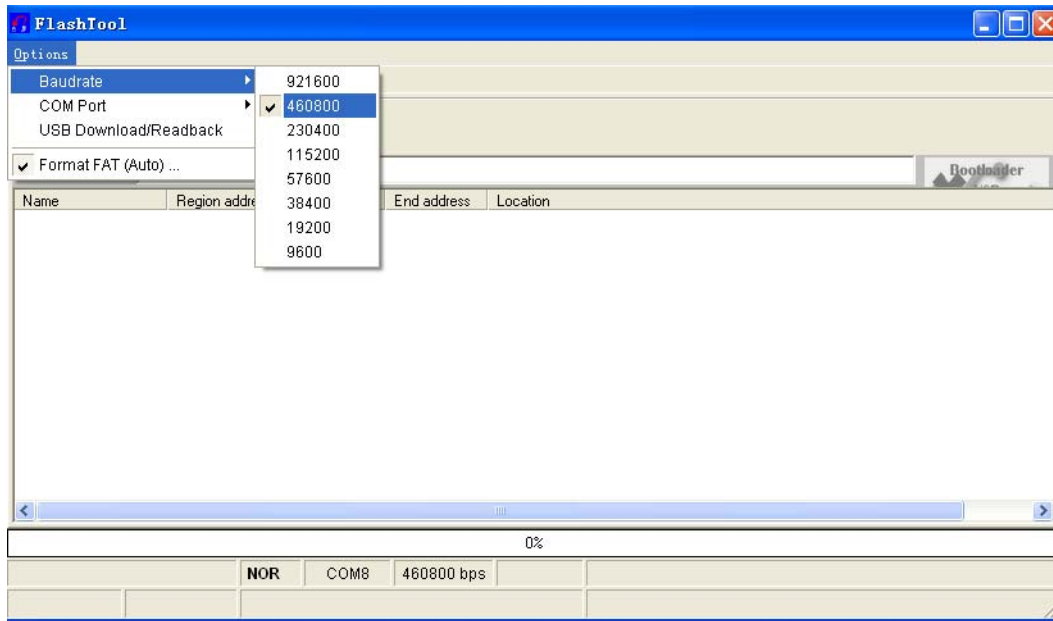 FlashTool
Options
Baudrate
COM Port
USB Download/Readback
Format FAT (Auto) ...
921600
460800
230400
115200
57600
38400
19200
9600
Bootloader
Name Region addre End address Location
0%
NOR COM8 460800 bps